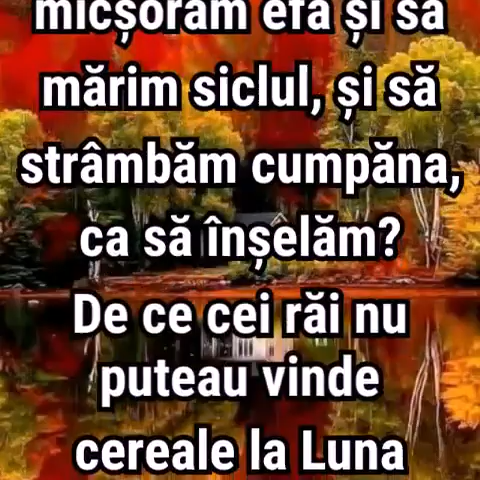 micșorăm efa și să
mărim siclul, și să
strâmbăm cumpăna,
ca să înșelăm?
De ce cei răi nu
puteau vinde
cereale la Luna